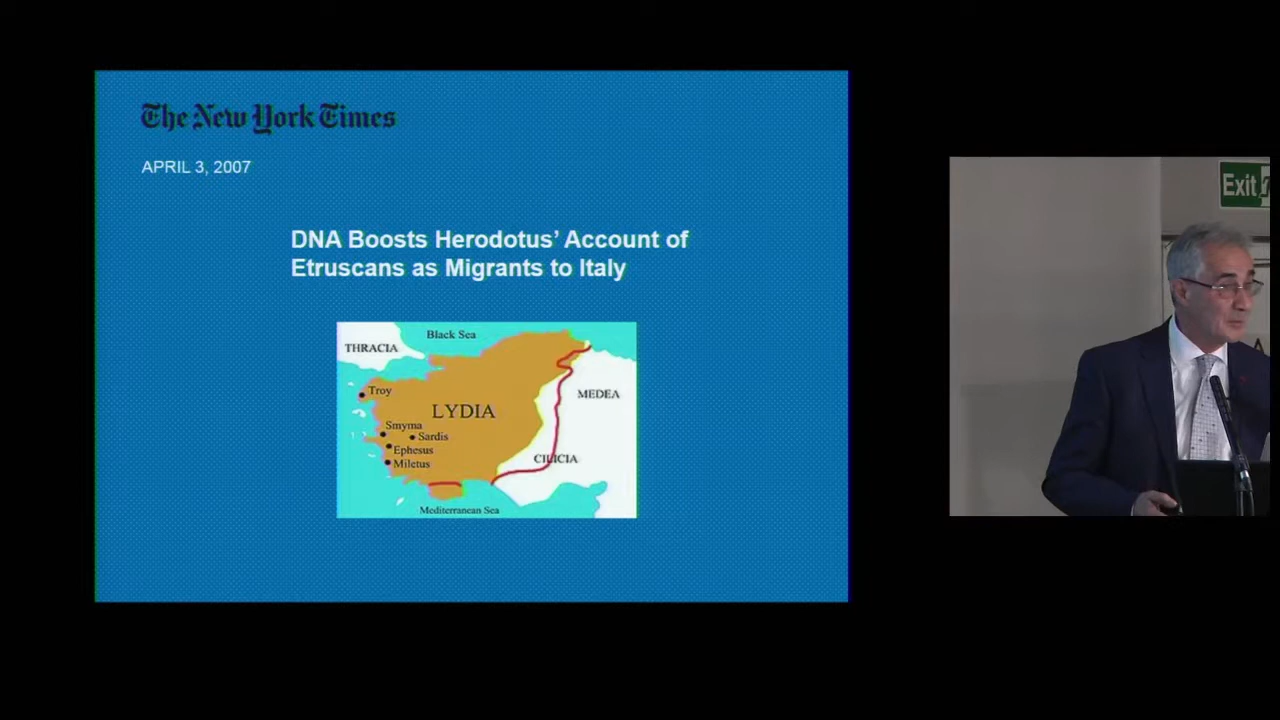 The New York Times
APRIL 3, 2007
DNA Boosts Herodotus' Account of
Etruscans as Migrants to Italy
Black Sea
THRACIA
Troy
MEDEA
LYDIA
Smyma
Sardis
Ephesus
CILICIA
Miletus
Mediterranean Sea
Exit